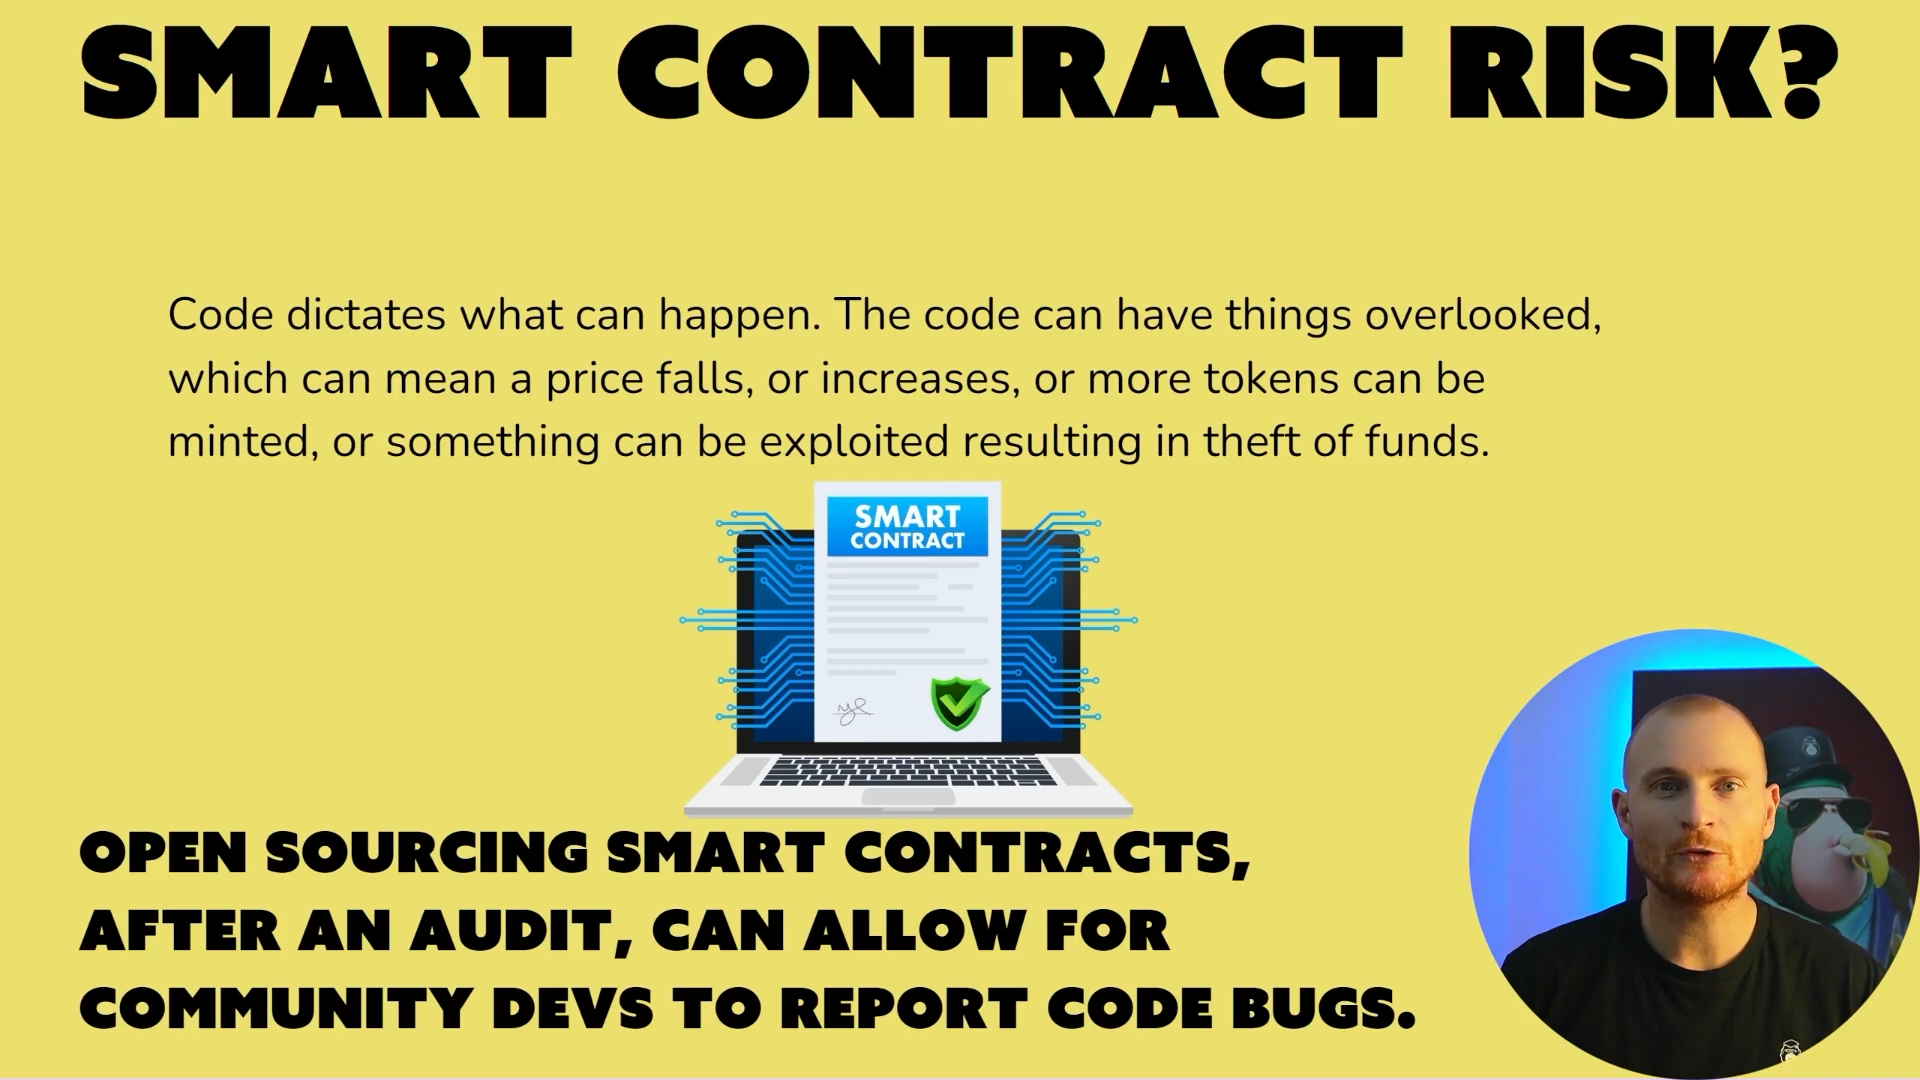 SMART CONTRACT RISK?
Code dictates what can happen. The code can have things overlooked,
which can mean a price falls, or increases, or more tokens can be
minted, or something can be exploited resulting in theft of funds.
SMART
CONTRACT
OPEN SOURCING SMART CONTRACTS,
AFTER AN AUDIT, CAN ALLOW FOR
COMMUNITY DEVS TO REPORT CODE BUGS.